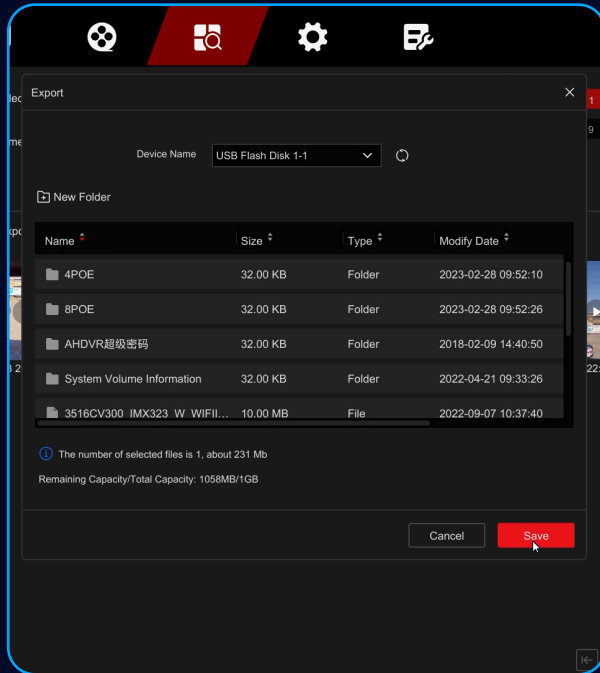 Export
Device Name USB Flash Disk 1-1
New Folder
Name Size Type Modify Date
4POE 32.00 KB Folder 2023-02-28 09:52:10
8POE 32.00 KB Folder 2023-02-28 09:52:26
AHDVR超级密码 32.00 KB Folder 2018-02-09 14:40:50
System Volume Information 32.00 KB Folder 2022-04-21 09:33:26
3516CV300_IMX323_W_WIFII... 10.00 MB File 2022-09-07 10:37:40
The number of selected files is 1, about 231 Mb
Remaining Capacity/Total Capacity: 1058MB/1GB
Cancel Save